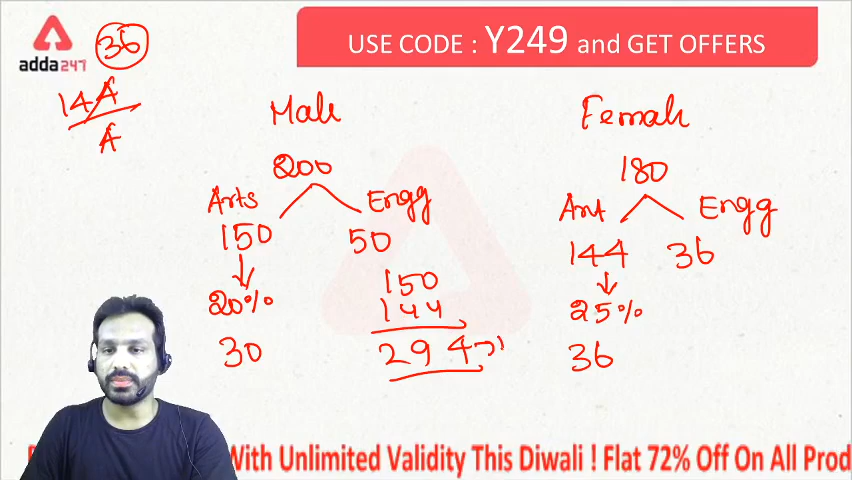 USE CODE : Y249 and GET OFFERS
adda247
36
144
4
Male
Female
200
180
Arts
Engg
Art
Engg
150
50
144
36
20%
150
144
25%
30
294
36
With Unlimited Validity This Diwali ! Flat 72% Off On All Prod